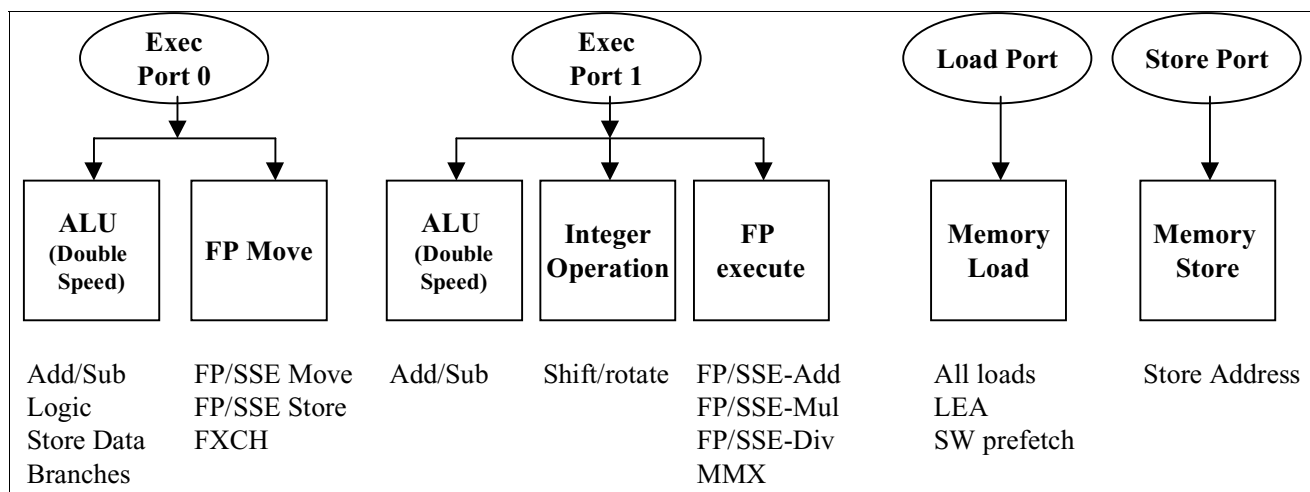 Exec
Port 0
Exec
Port 1
Load Port
Store Port
ALU
(Double
Speed)
FP Move
ALU
(Double
Speed)
Integer
Operation
FP
execute
Memory
Load
Memory
Store
Add/Sub
Logic
Store Data
Branches
FP/SSE Move
FP/SSE Store
FXCH
Add/Sub
Shift/rotate
FP/SSE-Add
FP/SSE-Mul
FP/SSE-Div
MMX
All loads
LEA
SW prefetch
Store Address